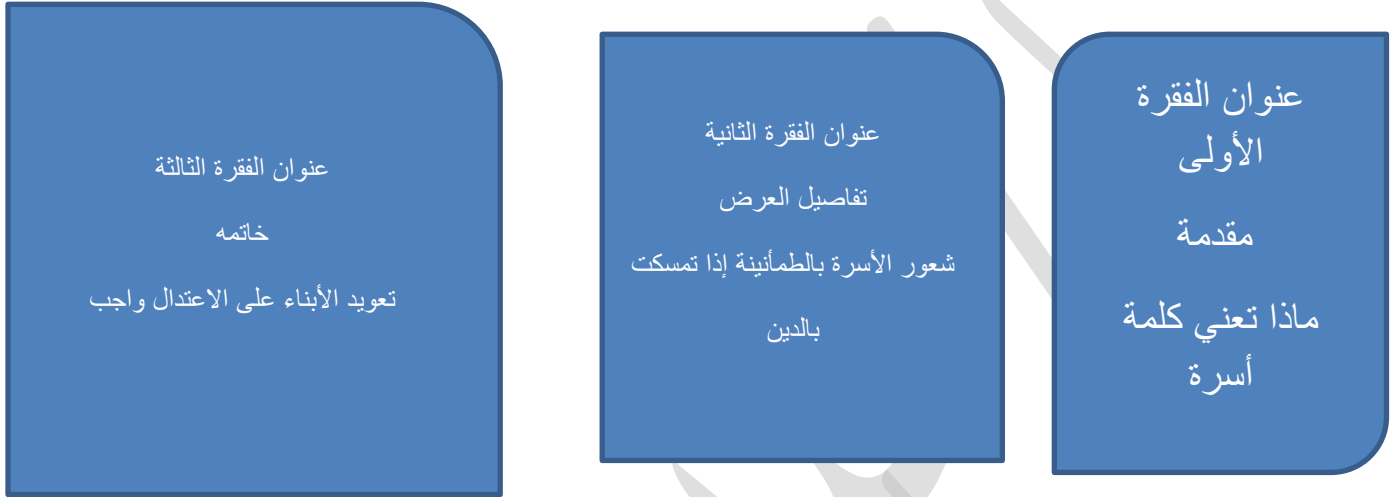 عنوان الفقرة
الأولى
مقدمة
ماذا تعني كلمة
أسرة
عنوان الفقرة الثانية
تفاصيل العرض
شعور الأسرة بالطمأنينة إذا تمسكت
بالدين
عنوان الفقرة الثالثة
خاتمه
تعويد الأبناء على الاعتدال واجب